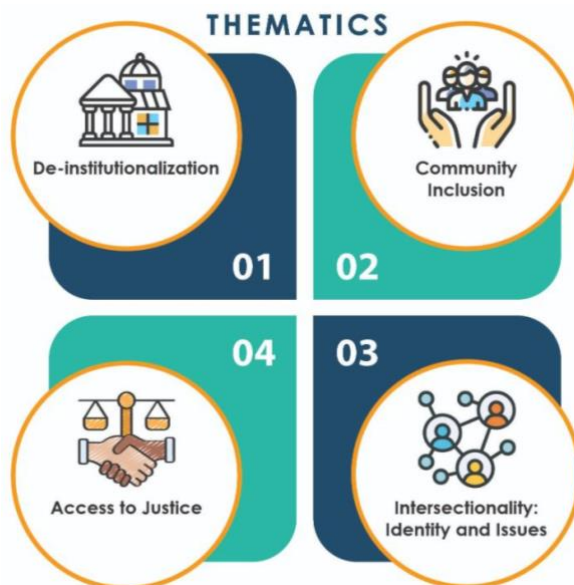 THEMATICS
De-institutionalization
01
Community
Inclusion
02
04
Access to Justice
03
Intersectionality:
Identity and Issues